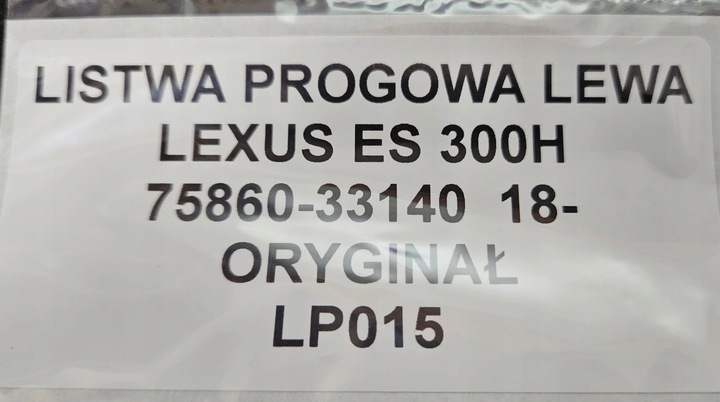 LISTWA PROGOWA LEWA
LEXUS ES 300H
75860-33140 18-
ORYGINAŁ
LP015